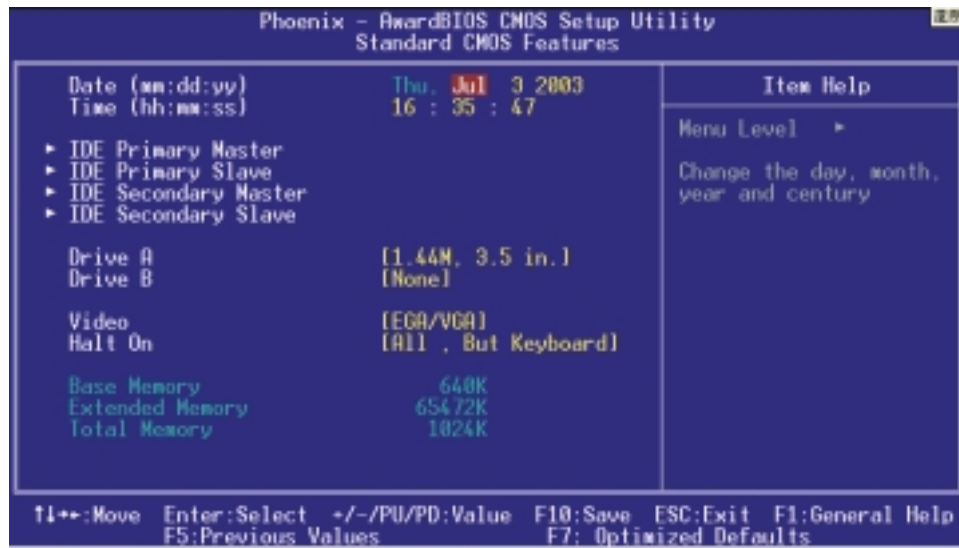 Phoenix - AwardBIOS CMOS Setup Utility
Standard CMOS Features
Date (mm:dd:yy) Thu, Jul 3 2003
Time (hh:mm:ss) 16 : 35 : 47
► IDE Primary Master
► IDE Primary Slave
► IDE Secondary Master
► IDE Secondary Slave
Drive A [1.44M, 3.5 in.]
Drive B [None]
Video [EGA/VGA]
Halt On [All , But Keyboard]
Base Memory 640K
Extended Memory 65472K
Total Memory 1024K
Item Help
Menu Level ►
Change the day, month,
year and century
↑↓→←:Move Enter:Select +/-/PU/PD:Value F10:Save ESC:Exit F1:General Help
F5:Previous Values F7: Optimized Defaults